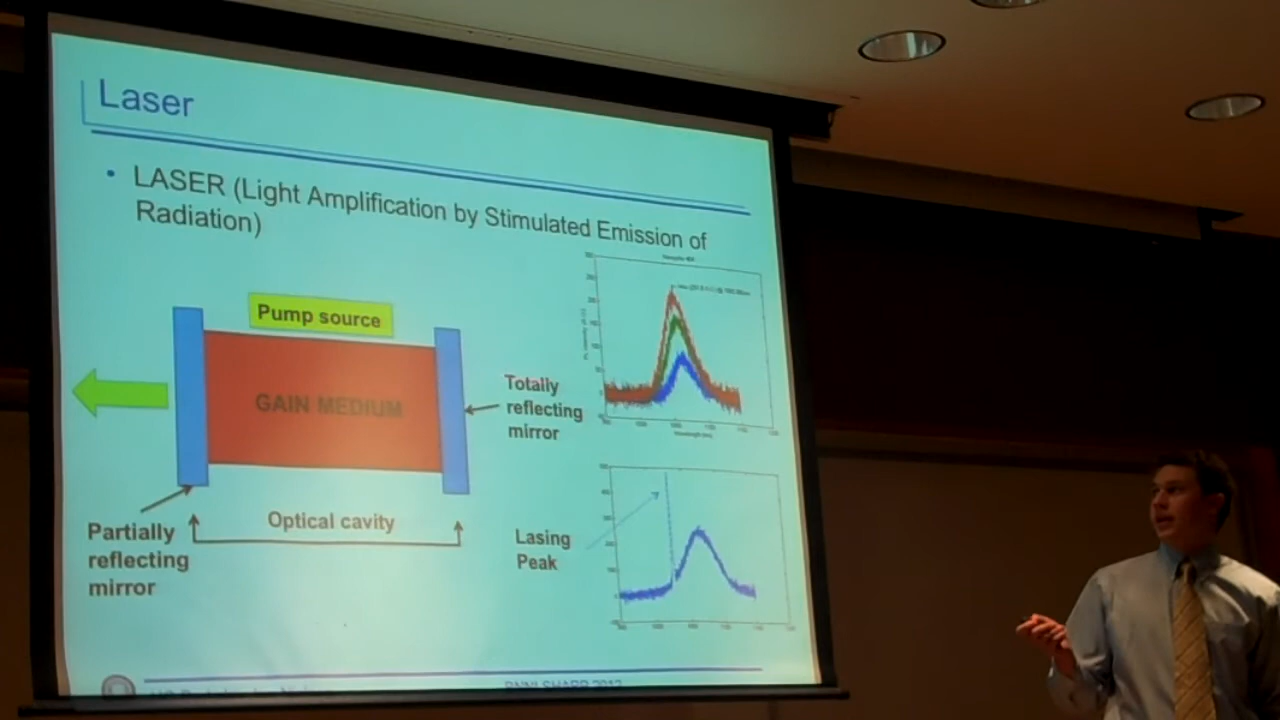 Laser
• LASER (Light Amplification by Stimulated Emission of
Radiation)
Pump source
GAIN MEDIUM
Totally
reflecting
mirror
Partially
reflecting
mirror
Optical cavity
Lasing
Peak